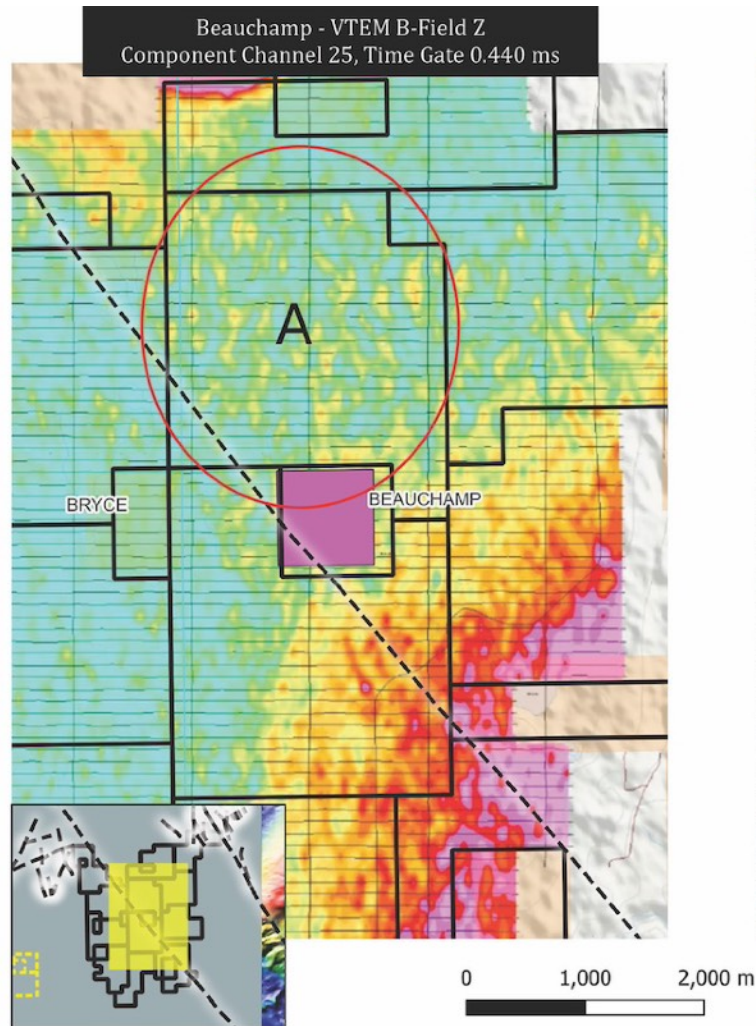 Beauchamp - VTEM B-Field Z
Component Channel 25, Time Gate 0.440 ms
A
BRYCE
BEAUCHAMP
0 1,000 2,000 m